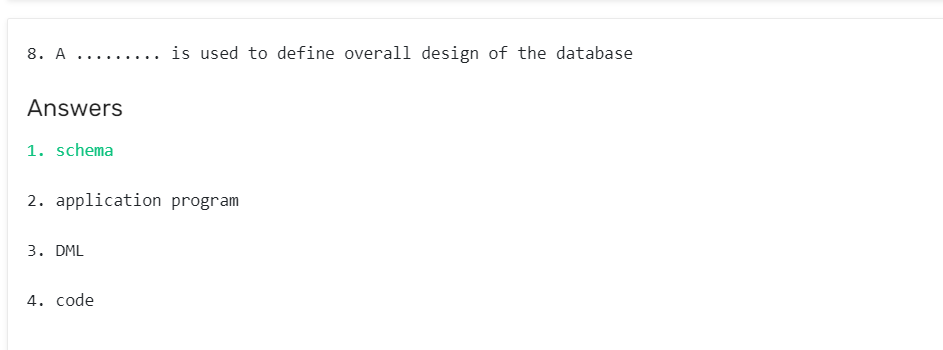 8. A ......... is used to define overall design of the database
Answers
1. schema
2. application program
3. DML
4. code